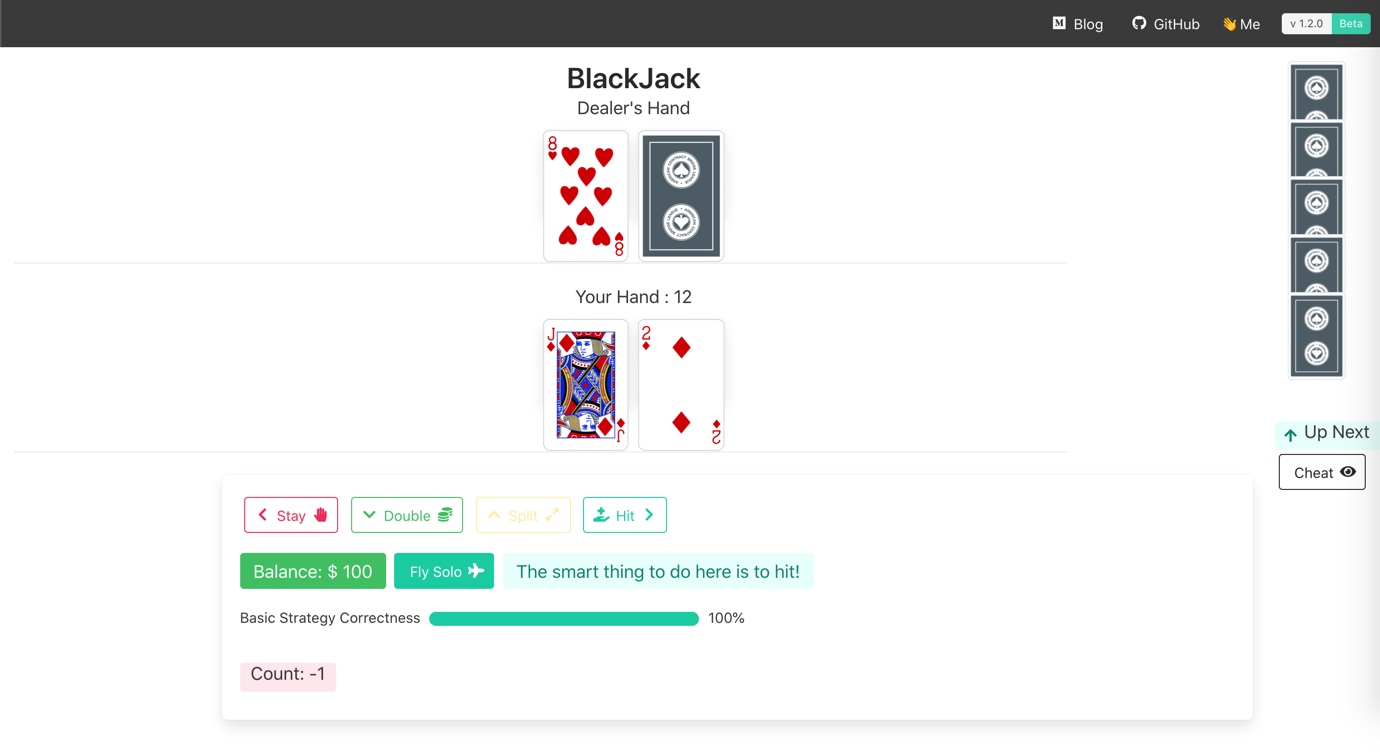 Blog GitHub 👋 Me v 1.2.0 Beta
BlackJack
Dealer's Hand
8
8
Your Hand : 12
J 2
J 2
Up Next
Cheat
Stay Double Split Hit
Balance: $ 100 Fly Solo The smart thing to do here is to hit!
Basic Strategy Correctness 100%
Count: -1